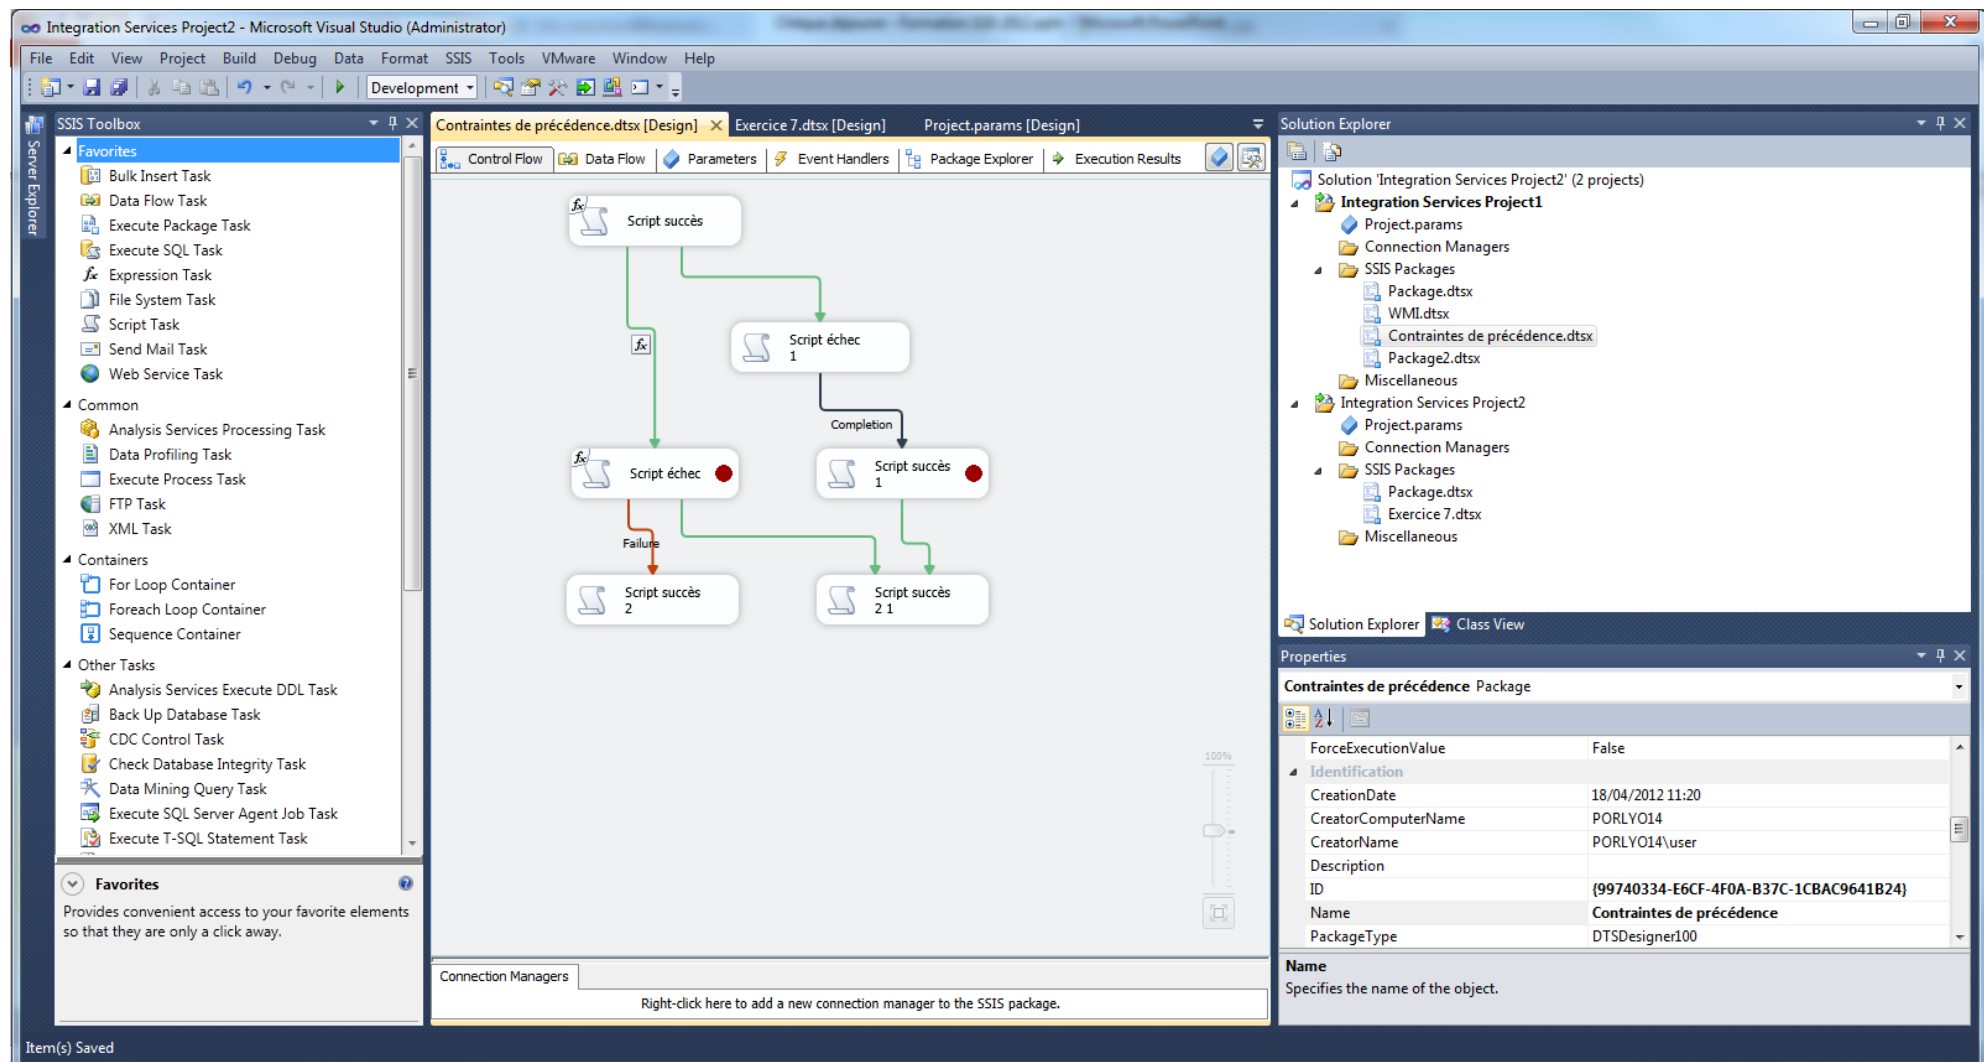 Integration Services Project2 - Microsoft Visual Studio (Administrator)
File Edit View Project Build Debug Data Format SSIS Tools VMware Window Help
Development
Server Explorer
SSIS Toolbox
Favorites
Bulk Insert Task
Data Flow Task
Execute Package Task
Execute SQL Task
fx Expression Task
File System Task
Script Task
Send Mail Task
Web Service Task
Common
Analysis Services Processing Task
Data Profiling Task
Execute Process Task
FTP Task
XML Task
Containers
For Loop Container
Foreach Loop Container
Sequence Container
Other Tasks
Analysis Services Execute DDL Task
Back Up Database Task
CDC Control Task
Check Database Integrity Task
Data Mining Query Task
Execute SQL Server Agent Job Task
Execute T-SQL Statement Task
Favorites
Provides convenient access to your favorite elements
so that they are only a click away.
Contraintes de précédence.dtsx [Design] Exercice 7.dtsx [Design] Project.params [Design]
Control Flow Data Flow Parameters Event Handlers Package Explorer Execution Results
fx
Script succès
fx
Script échec
1
Completion
fx
Script échec
Script succès
1
Failure
Script succès
2
Script succès
2 1
100%
Connection Managers
Right-click here to add a new connection manager to the SSIS package.
Solution Explorer
Solution 'Integration Services Project2' (2 projects)
Integration Services Project1
Project.params
Connection Managers
SSIS Packages
Package.dtsx
WMI.dtsx
Contraintes de précédence.dtsx
Package2.dtsx
Miscellaneous
Integration Services Project2
Project.params
Connection Managers
SSIS Packages
Package.dtsx
Exercice 7.dtsx
Miscellaneous
Solution Explorer Class View
Properties
Contraintes de précédence Package
ForceExecutionValue False
Identification
CreationDate 18/04/2012 11:20
CreatorComputerName PORLYO14
CreatorName PORLYO14\user
Description
ID {99740334-E6CF-4F0A-B37C-1CBAC9641B24}
Name Contraintes de précédence
PackageType DTSDesigner100
Name
Specifies the name of the object.
Item(s) Saved